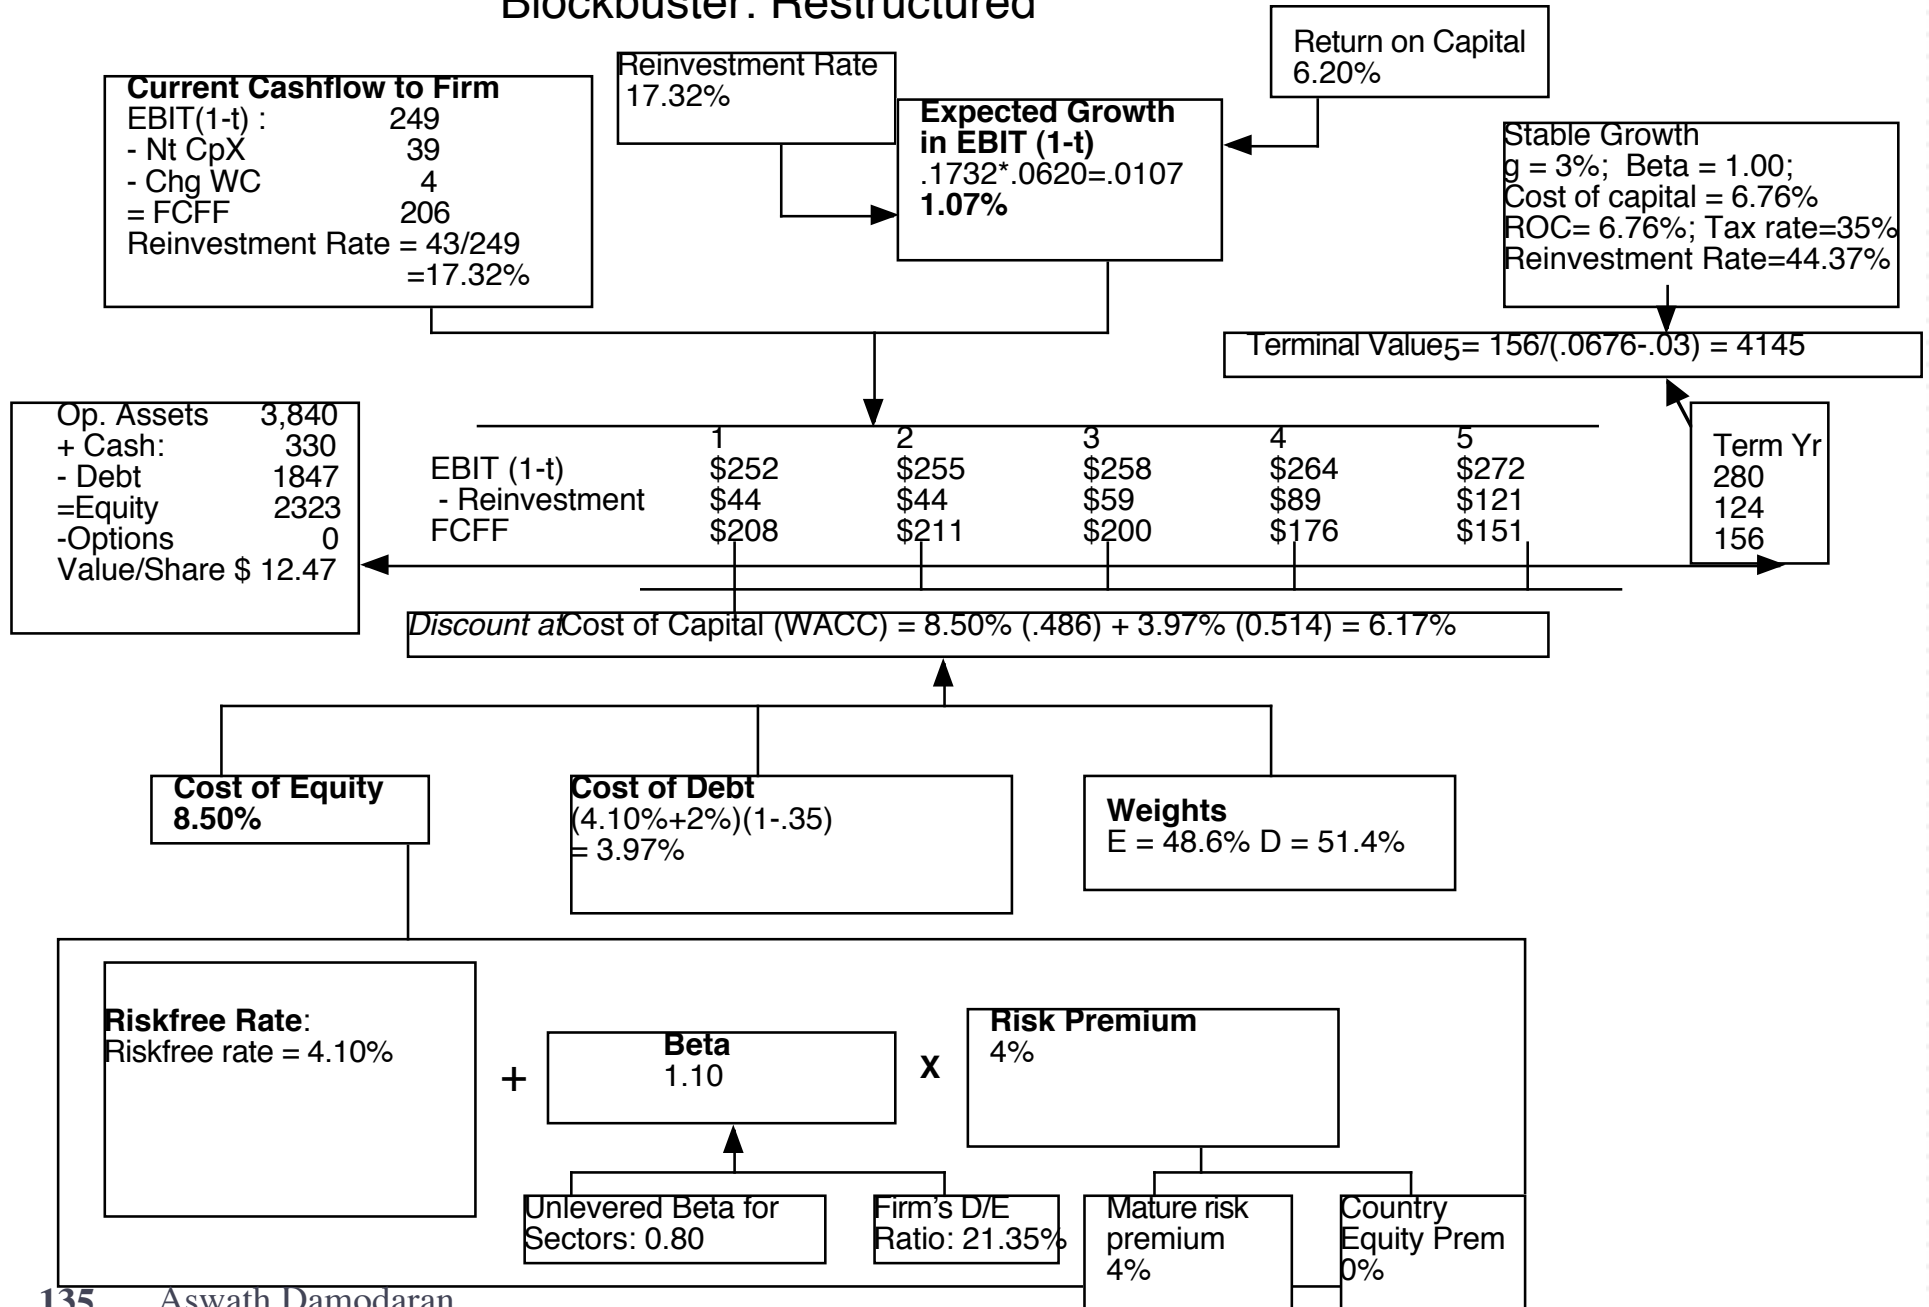 Blockbuster: Restructured
Return on Capital
6.20%
Reinvestment Rate
17.32%
Current Cashflow to Firm
EBIT(1-t) : 249
- Nt CpX 39
- Chg WC 4
= FCFF 206
Reinvestment Rate = 43/249
=17.32%
Expected Growth
in EBIT (1-t)
.1732*.0620=.0107
1.07%
Stable Growth
g = 3%; Beta = 1.00;
Cost of capital = 6.76%
ROC= 6.76%; Tax rate=35%
Reinvestment Rate=44.37%
Terminal Value5= 156/(.0676-.03) = 4145
Op. Assets 3,840
+ Cash: 330
- Debt 1847
=Equity 2323
-Options 0
Value/Share $ 12.47
1 2 3 4 5
EBIT (1-t) $252 $255 $258 $264 $272
- Reinvestment $44 $44 $59 $89 $121
FCFF $208 $211 $200 $176 $151
Term Yr
280
124
156
Discount at Cost of Capital (WACC) = 8.50% (.486) + 3.97% (0.514) = 6.17%
Cost of Equity
8.50%
Cost of Debt
(4.10%+2%)(1-.35)
= 3.97%
Weights
E = 48.6% D = 51.4%
Riskfree Rate:
Riskfree rate = 4.10%
+
Beta
1.10
X
Risk Premium
4%
Unlevered Beta for
Sectors: 0.80
Firm's D/E
Ratio: 21.35%
Mature risk
premium
4%
Country
Equity Prem
0%
135 Aswath Damodaran